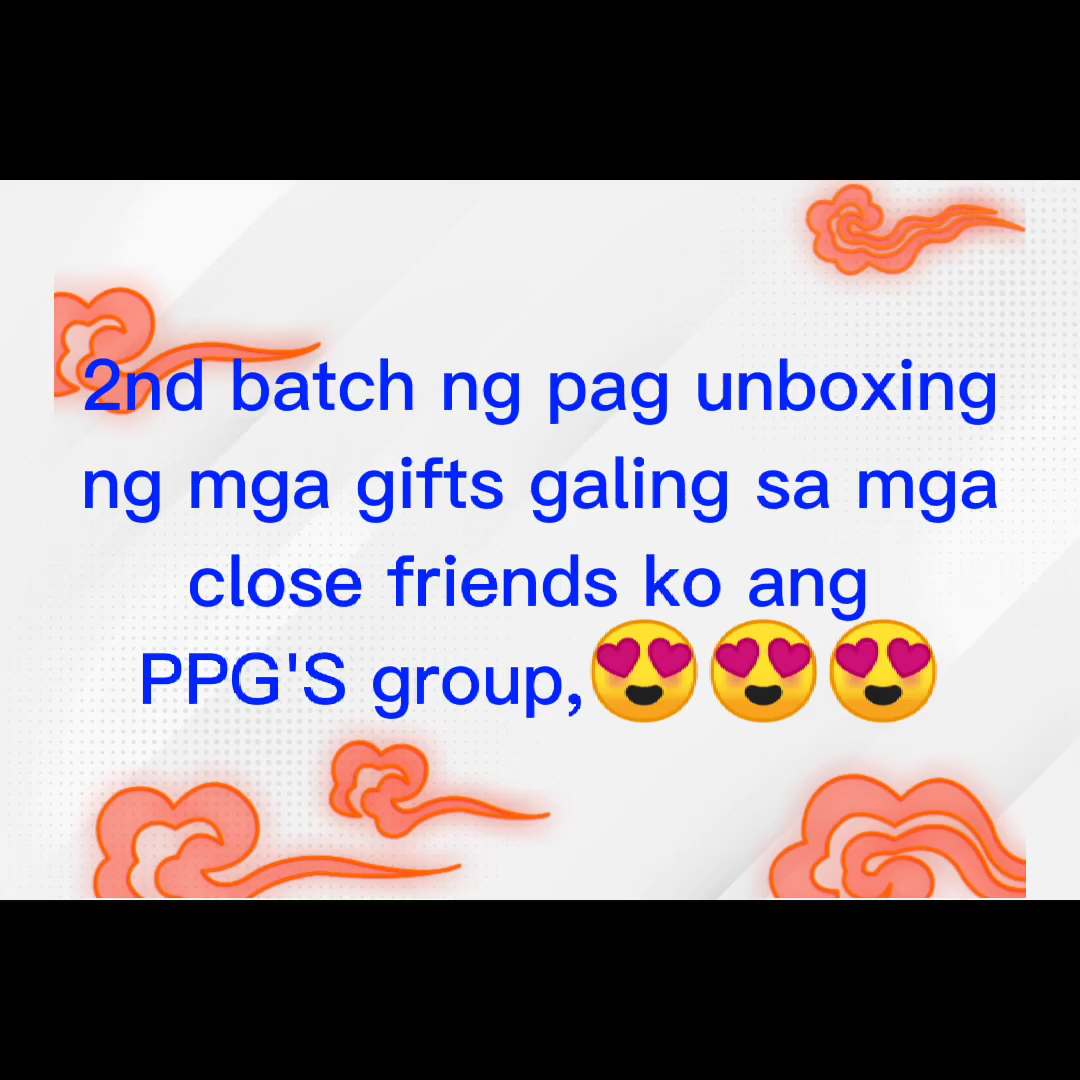 2nd batch ng pag unboxing
ng mga gifts galing sa mga
close friends ko ang
PPG'S group,😍😍😍